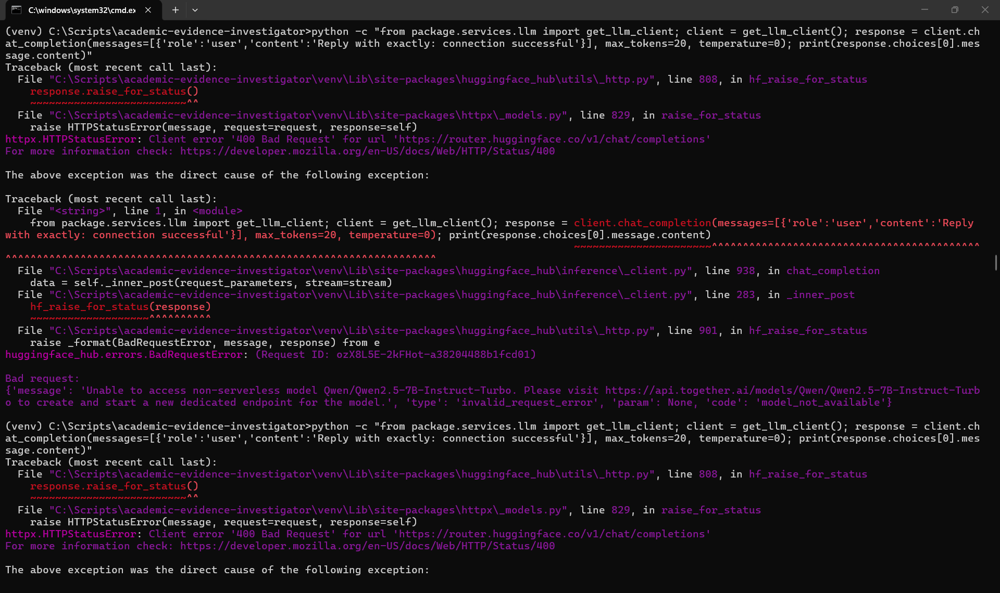 C:\windows\system32\cmd.ex
(venv) C:\Scripts\academic-evidence-investigator>python -c "from package.services.llm import get_llm_client; client = get_llm_client(); response = client.ch
at_completion(messages=[{'role':'user','content':'Reply with exactly: connection successful'}], max_tokens=20, temperature=0); print(response.choices[0].mes
sage.content)"
Traceback (most recent call last):
  File "C:\Scripts\academic-evidence-investigator\venv\Lib\site-packages\huggingface_hub\utils\_http.py", line 808, in hf_raise_for_status
    response.raise_for_status()
    ~~~~~~~~~~~~~~~~~~~~~~~~~^^
  File "C:\Scripts\academic-evidence-investigator\venv\Lib\site-packages\httpx\_models.py", line 829, in raise_for_status
    raise HTTPStatusError(message, request=request, response=self)
httpx.HTTPStatusError: Client error '400 Bad Request' for url 'https://router.huggingface.co/v1/chat/completions'
For more information check: https://developer.mozilla.org/en-US/docs/Web/HTTP/Status/400

The above exception was the direct cause of the following exception:

Traceback (most recent call last):
  File "<string>", line 1, in <module>
    from package.services.llm import get_llm_client; client = get_llm_client(); response = client.chat_completion(messages=[{'role':'user','content':'Reply
with exactly: connection successful'}], max_tokens=20, temperature=0); print(response.choices[0].message.content)
                                                                                           ~~~~~~~~~~~~~~~~~~~~~~^^^^^^^^^^^^^^^^^^^^^^^^^^^^^^^^^^^^^^^^^^^
^^^^^^^^^^^^^^^^^^^^^^^^^^^^^^^^^^^^^^^^^^^^^^^^^^^^^^^^^^^^^^^^^^^^^
  File "C:\Scripts\academic-evidence-investigator\venv\Lib\site-packages\huggingface_hub\inference\_client.py", line 938, in chat_completion
    data = self._inner_post(request_parameters, stream=stream)
  File "C:\Scripts\academic-evidence-investigator\venv\Lib\site-packages\huggingface_hub\inference\_client.py", line 283, in _inner_post
    hf_raise_for_status(response)
    ~~~~~~~~~~~~~~~~~~~^^^^^^^^^^
  File "C:\Scripts\academic-evidence-investigator\venv\Lib\site-packages\huggingface_hub\utils\_http.py", line 901, in hf_raise_for_status
    raise _format(BadRequestError, message, response) from e
huggingface_hub.errors.BadRequestError: (Request ID: ozX8L5E-2kFHot-a38204488b1fcd01)

Bad request:
{'message': 'Unable to access non-serverless model Qwen/Qwen2.5-7B-Instruct-Turbo. Please visit https://api.together.ai/models/Qwen/Qwen2.5-7B-Instruct-Turb
o to create and start a new dedicated endpoint for the model.', 'type': 'invalid_request_error', 'param': None, 'code': 'model_not_available'}

(venv) C:\Scripts\academic-evidence-investigator>python -c "from package.services.llm import get_llm_client; client = get_llm_client(); response = client.ch
at_completion(messages=[{'role':'user','content':'Reply with exactly: connection successful'}], max_tokens=20, temperature=0); print(response.choices[0].mes
sage.content)"
Traceback (most recent call last):
  File "C:\Scripts\academic-evidence-investigator\venv\Lib\site-packages\huggingface_hub\utils\_http.py", line 808, in hf_raise_for_status
    response.raise_for_status()
    ~~~~~~~~~~~~~~~~~~~~~~~~~^^
  File "C:\Scripts\academic-evidence-investigator\venv\Lib\site-packages\httpx\_models.py", line 829, in raise_for_status
    raise HTTPStatusError(message, request=request, response=self)
httpx.HTTPStatusError: Client error '400 Bad Request' for url 'https://router.huggingface.co/v1/chat/completions'
For more information check: https://developer.mozilla.org/en-US/docs/Web/HTTP/Status/400

The above exception was the direct cause of the following exception: